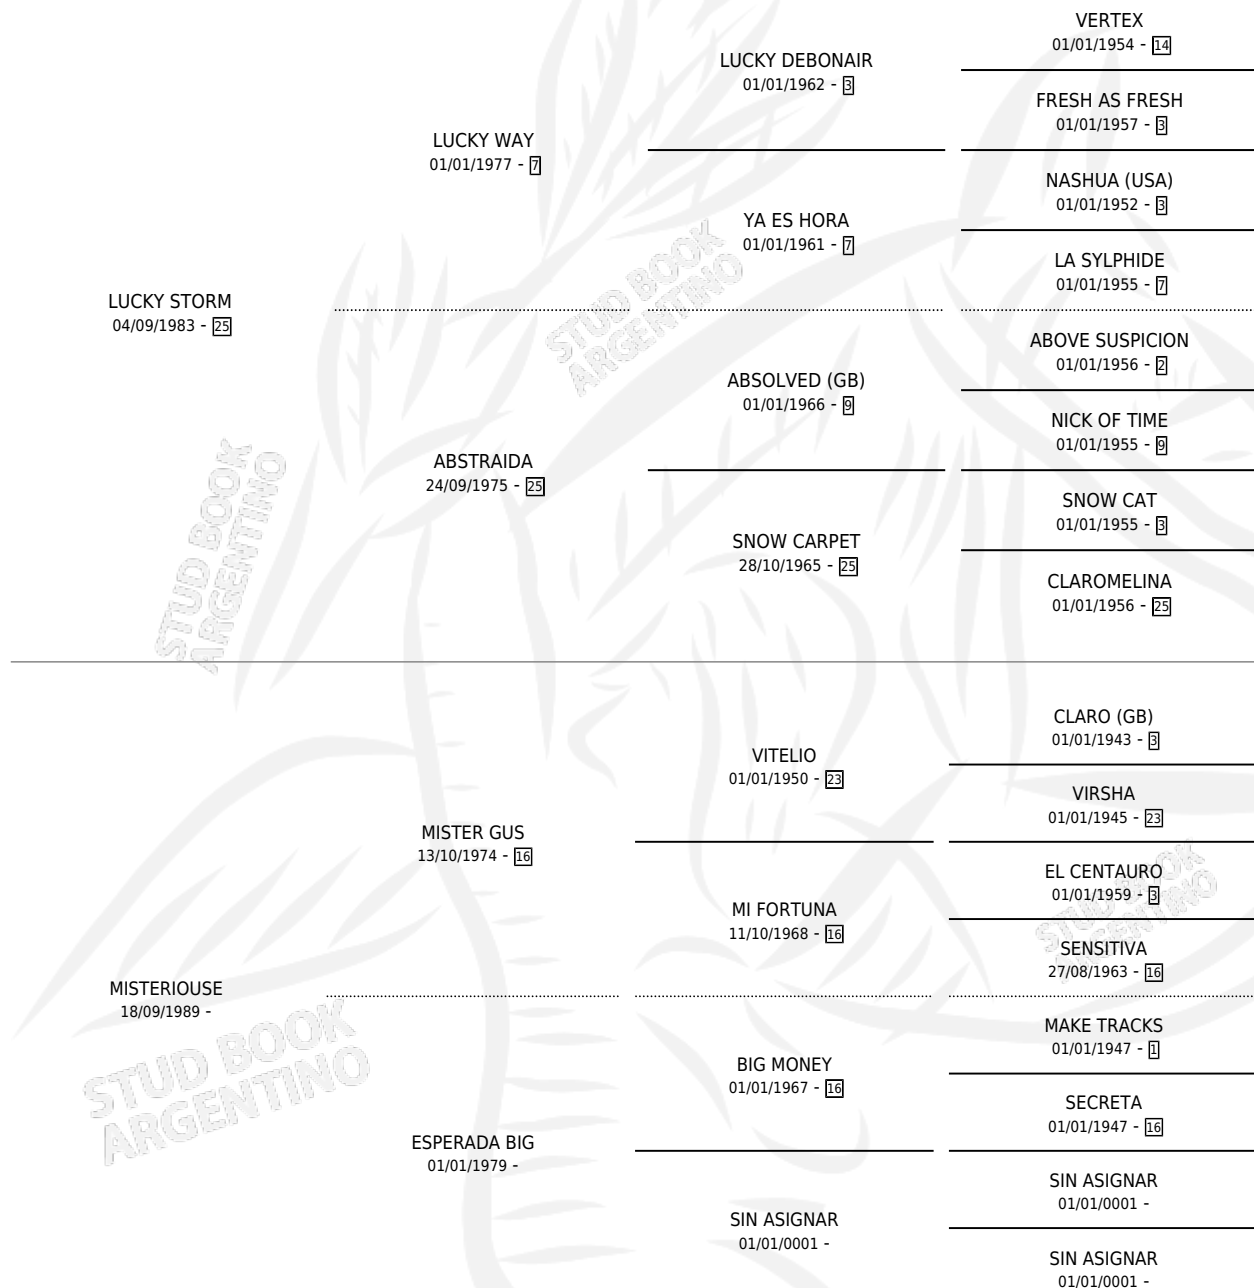 VERTEX
01/01/1954 - 14
LUCKY DEBONAIR
01/01/1962 - 3
FRESH AS FRESH
01/01/1957 - 3
LUCKY WAY
01/01/1977 - 7
NASHUA (USA)
01/01/1952 - 3
YA ES HORA
01/01/1961 - 7
LA SYLPHIDE
01/01/1955 - 7
LUCKY STORM
04/09/1983 - 25
STUD BOOK
ARGENTINO
ABOVE SUSPICION
01/01/1956 - 2
ABSOLVED (GB)
01/01/1966 - 9
NICK OF TIME
01/01/1955 - 9
ABSTRAIDA
24/09/1975 - 25
SNOW CAT
01/01/1955 - 3
SNOW CARPET
28/10/1965 - 25
CLAROMELINA
01/01/1956 - 25
STUD BOOK
ARGENTINO
CLARO (GB)
01/01/1943 - 3
VITELIO
01/01/1950 - 23
VIRSHA
01/01/1945 - 23
MISTER GUS
13/10/1974 - 16
EL CENTAURO
01/01/1959 - 3
MI FORTUNA
11/10/1968 - 16
SENSITIVA
27/08/1963 - 16
STUD BOOK
ARGENTINO
MISTERIOUSE
18/09/1989 -
MAKE TRACKS
01/01/1947 - 1
BIG MONEY
01/01/1967 - 16
SECRETA
01/01/1947 - 16
STUD BOOK
ARGENTINO
ESPERADA BIG
01/01/1979 -
SIN ASIGNAR
01/01/0001 -
SIN ASIGNAR
01/01/0001 -
SIN ASIGNAR
01/01/0001 -